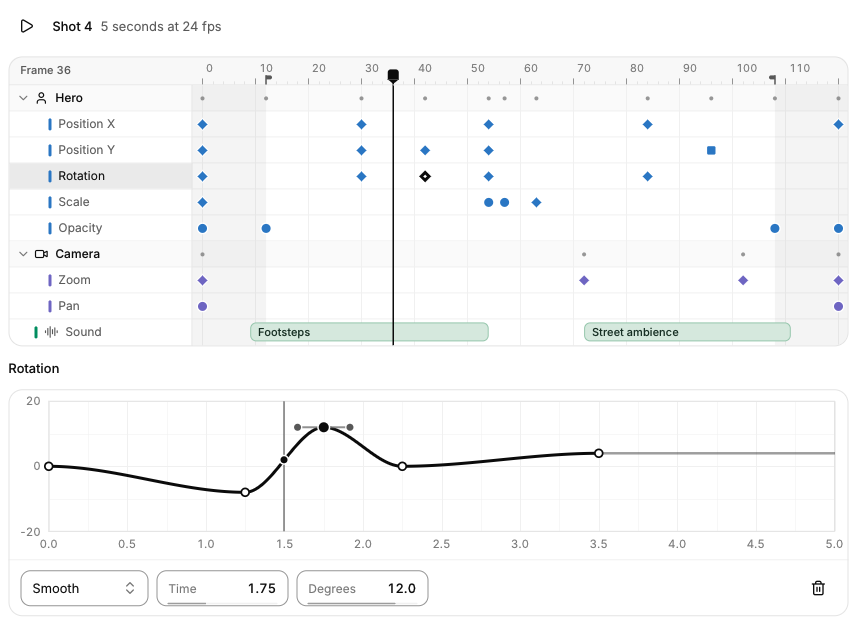 Shot 4 5 seconds at 24 fps
Frame 36 0 10 20 30 40 50 60 70 80 90 100 110
Hero
Position X
Position Y
Rotation
Scale
Opacity
Camera
Zoom
Pan
Sound Footsteps Street ambience
Rotation
20
0
-20
0.0 0.5 1.0 1.5 2.0 2.5 3.0 3.5 4.0 4.5 5.0
Smooth Time 1.75 Degrees 12.0